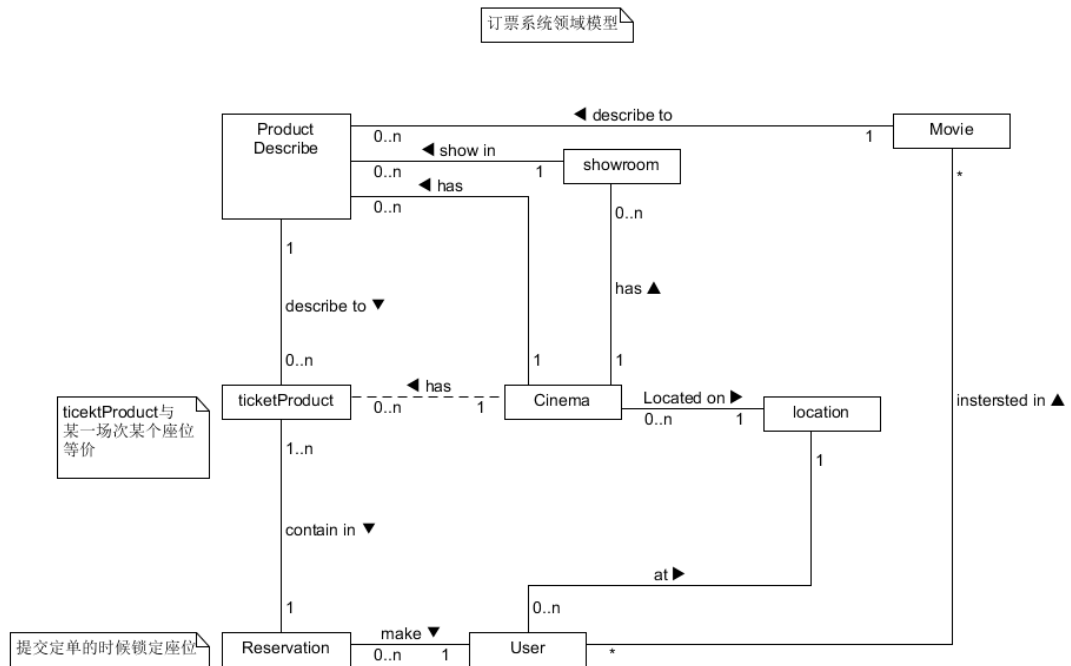 订票系统领域模型
Product
Describe
◀ describe to
0..n
1
Movie
◀ show in
0..n
1
showroom
◀ has
0..n
*
0..n
1
has ▲
describe to ▼
0..n
1
1
ticketProduct
◀ has
0..n
1
Cinema
Located on ▶
0..n
1
location
instersted in ▲
ticektProduct与
某一场次某个座位
等价
1..n
1
contain in ▼
at ▶
1
0..n
提交定单的时候锁定座位
Reservation
make ▼
0..n
1
User
*